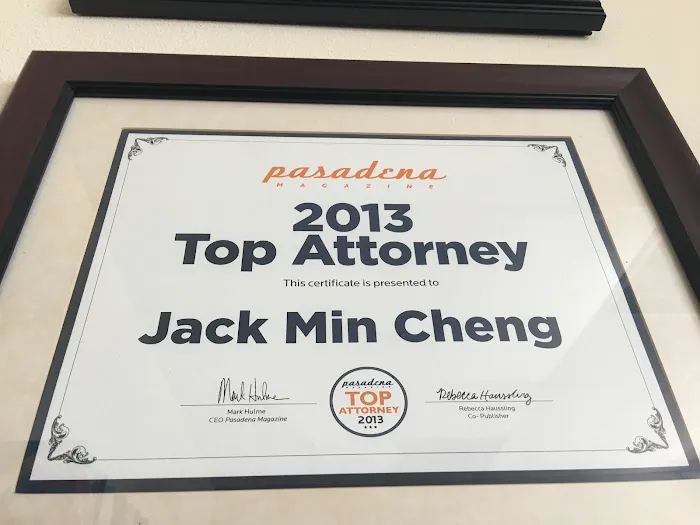 pasadena
MAGAZINE
2013
Top Attorney
This certificate is presented to
Jack Min Cheng
Mark Hulme
Mark Hulme
CEO Pasadena Magazine
pasadena
MAGAZINE
TOP
ATTORNEY
2013
Rebecca Haussling
Rebecca Haussling
Co- Publisher